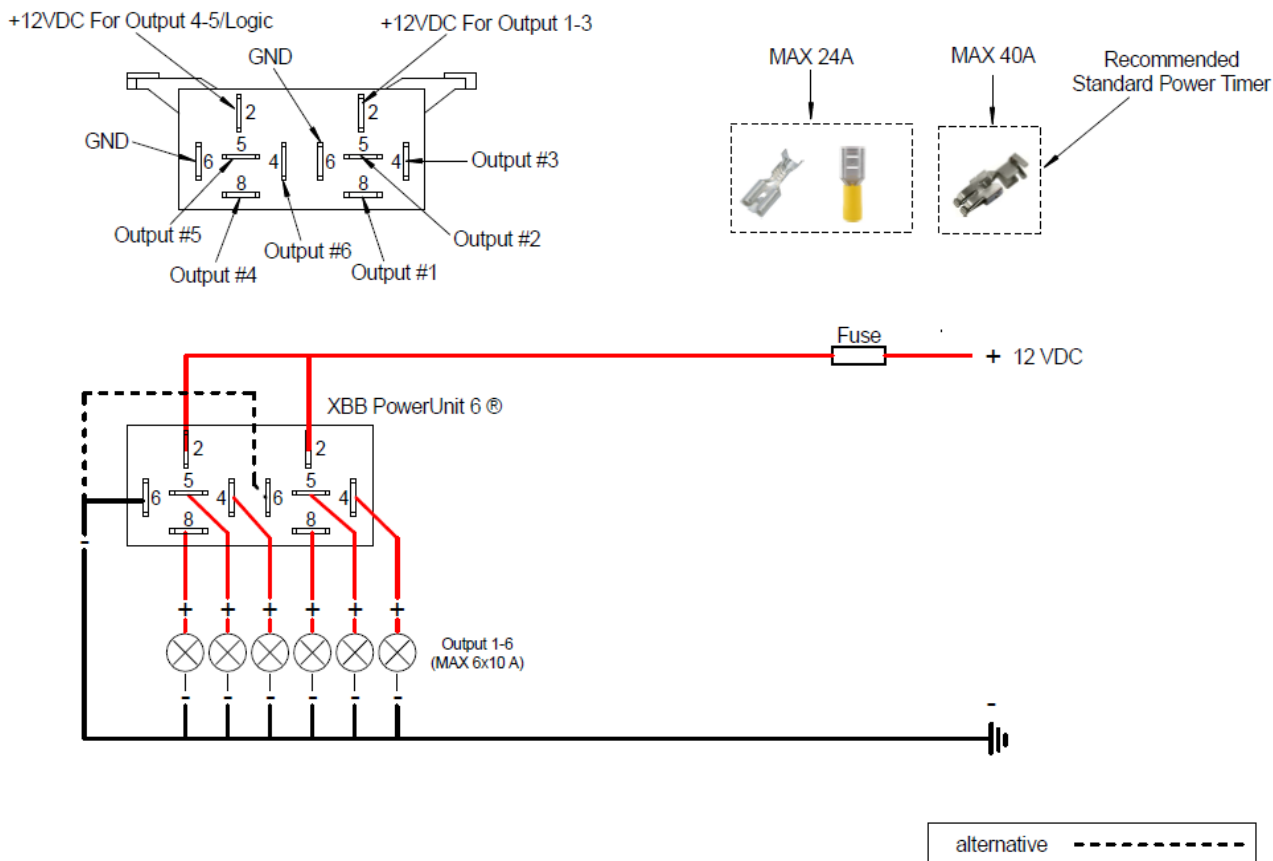 +12VDC For Output 4-5/Logic
+12VDC For Output 1-3
GND
GND
2
2
5
5
6
4
6
4
8
8
Output #3
Output #5
Output #6
Output #2
Output #4
Output #1
MAX 24A
MAX 40A
Recommended
Standard Power Timer
Fuse
+ 12 VDC
XBB PowerUnit 6 ®
2
2
5
5
6
4
6
4
8
8
-
+ + + + + +
Output 1-6
(MAX 6x10 A)
- - - - - -
-
alternative